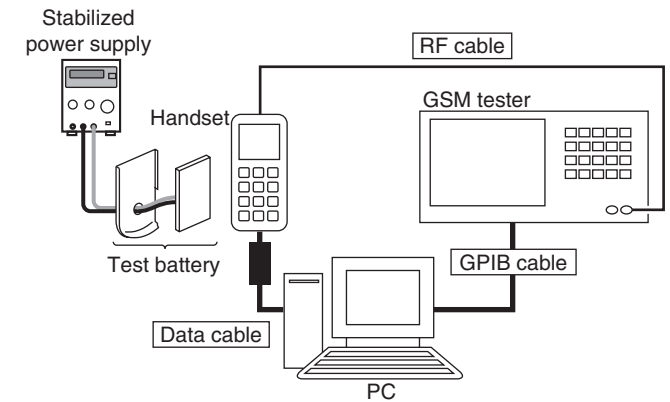 Stabilized
power supply
RF cable
GSM tester
Handset
Test battery
GPIB cable
Data cable
PC